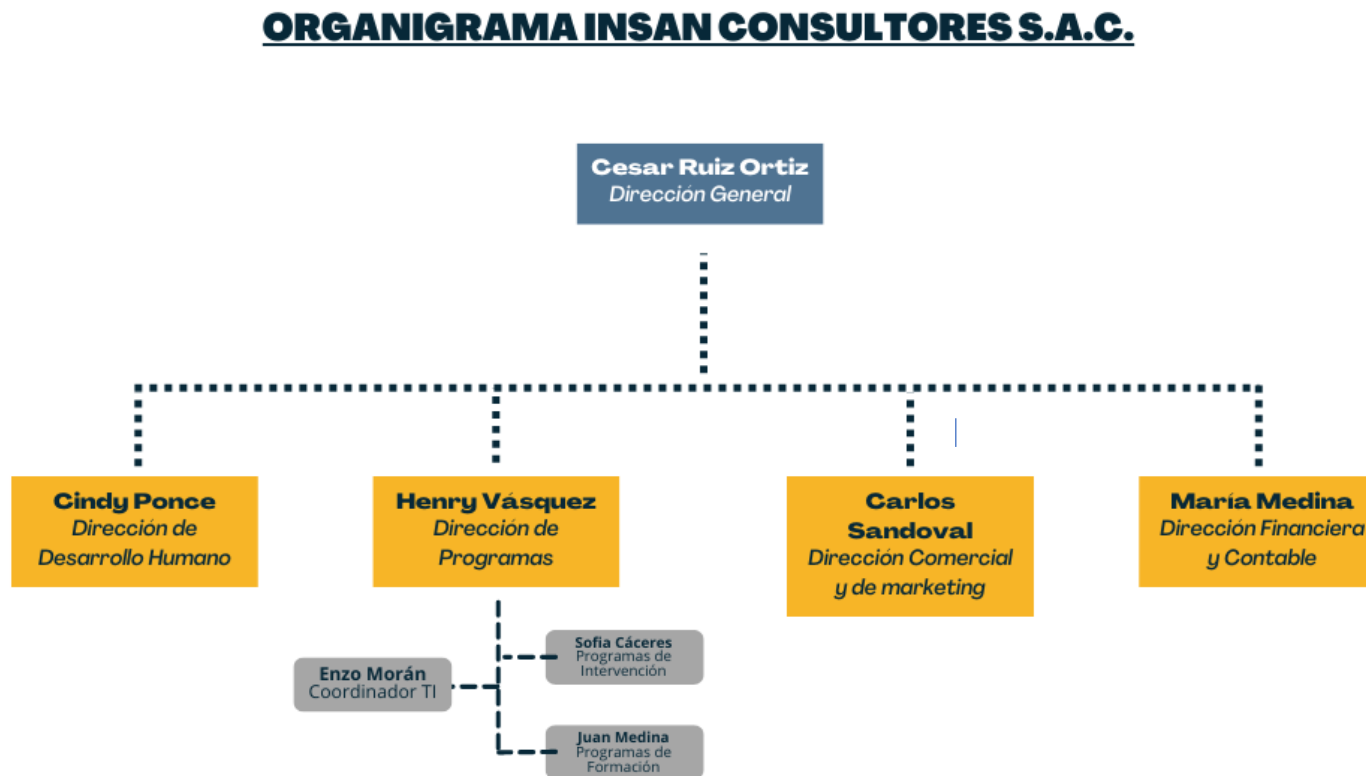 ORGANIGRAMA INSAN CONSULTORES S.A.C.
Cesar Ruiz Ortiz
Dirección General
Cindy Ponce
Dirección de
Desarrollo Humano
Henry Vásquez
Dirección de
Programas
Carlos
Sandoval
Dirección Comercial
y de marketing
María Medina
Dirección Financiera
y Contable
Enzo Morán
Coordinador TI
Sofia Cáceres
Programas de
Intervención
Juan Medina
Programas de
Formación